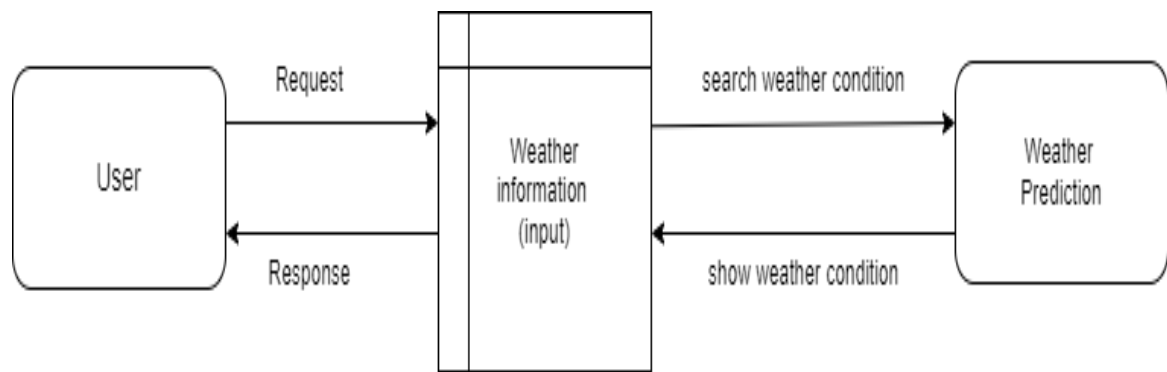 Request
search weather condition
User
Weather
information
(input)
Weather
Prediction
Response
show weather condition